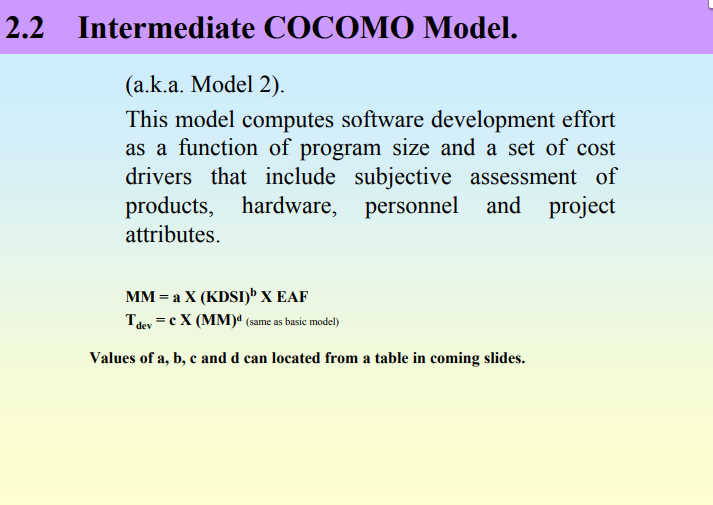 2.2 Intermediate COCOMO Model.
(a.k.a. Model 2).
This model computes software development effort
as a function of program size and a set of cost
drivers that include subjective assessment of
products, hardware, personnel and project
attributes.
MM = a X (KDSI)ᵇ X EAF
Tdev = c X (MM)ᵈ (same as basic model)
Values of a, b, c and d can located from a table in coming slides.